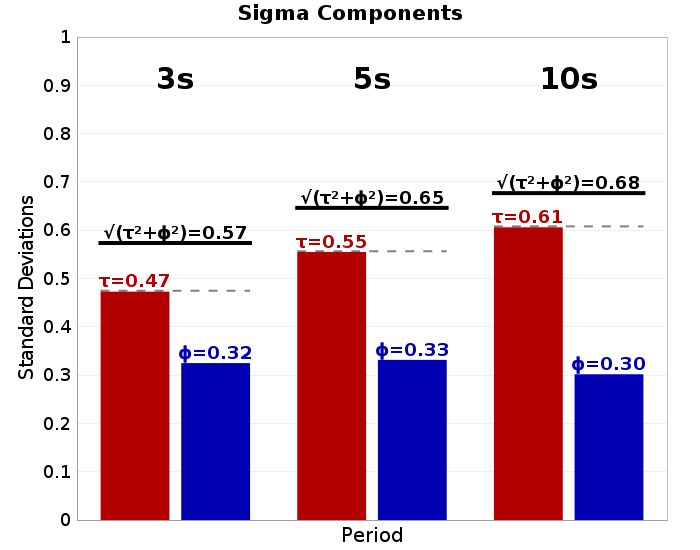 Sigma Components
1
0.9
0.8
0.7
0.6
0.5
0.4
0.3
0.2
0.1
0
Standard Deviations
3s
5s
10s
√(τ²+ϕ²)=0.57
τ=0.47
ϕ=0.32
√(τ²+ϕ²)=0.65
τ=0.55
ϕ=0.33
√(τ²+ϕ²)=0.68
τ=0.61
ϕ=0.30
Period